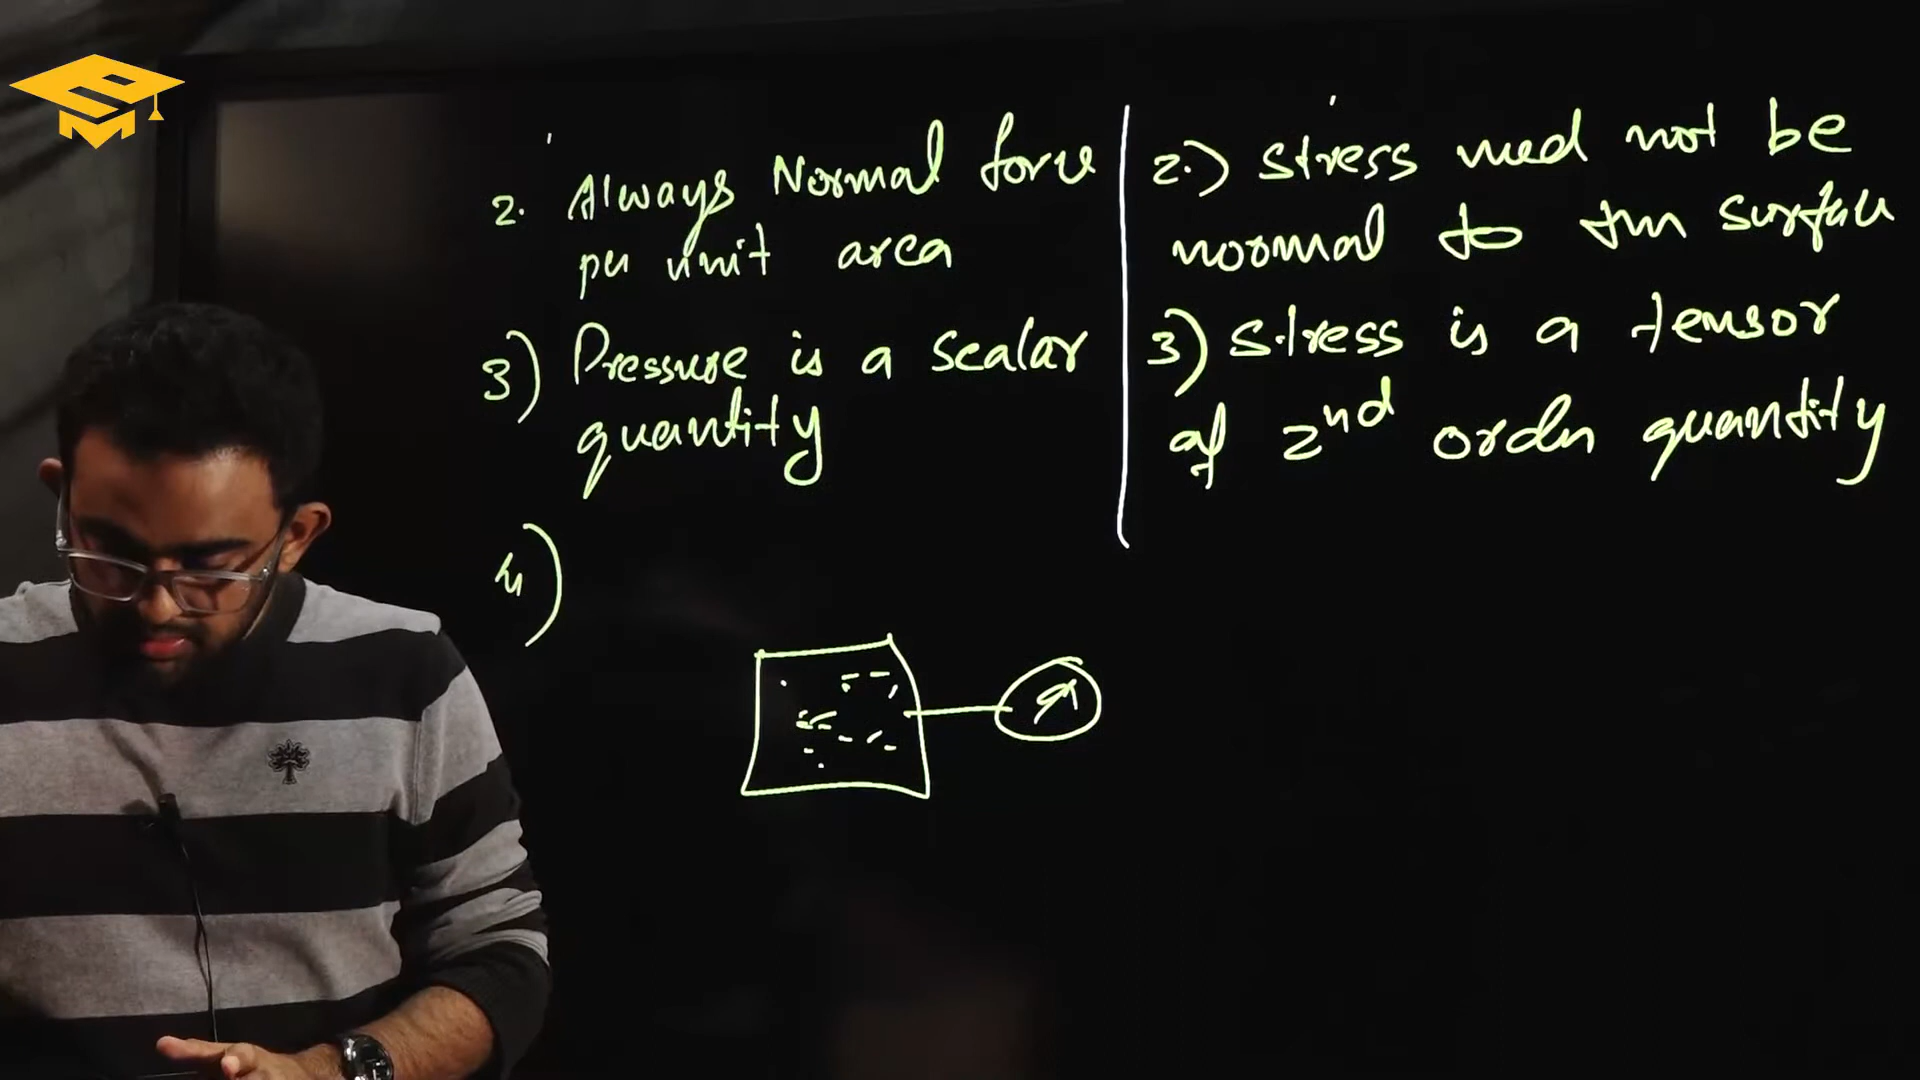 2. Always Normal force
per unit area
3) Pressure is a scalar
quantity
4)
2.) Stress need not be
normal to the surface
3) Stress is a tensor
of 2nd order quantity